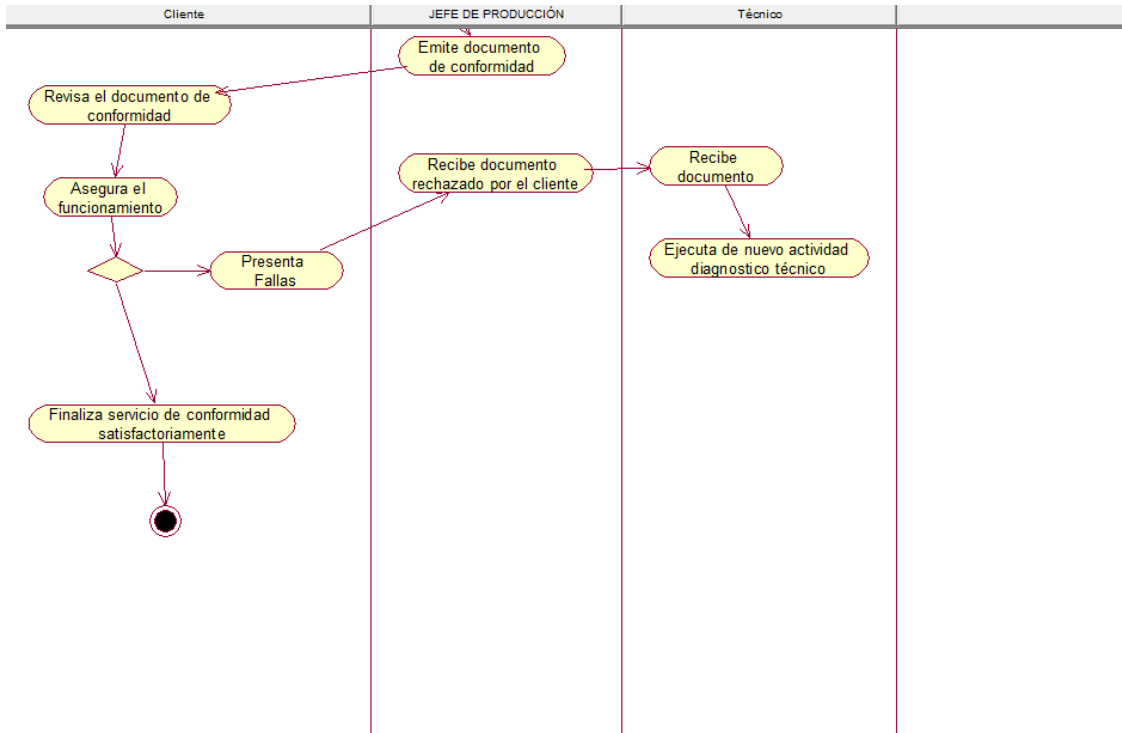 Cliente
JEFE DE PRODUCCIÓN
Técnico
Emite documento
de conformidad
Revisa el documento de
conformidad
Recibe documento
rechazado por el cliente
Recibe
documento
Asegura el
funcionamiento
Presenta
Fallas
Ejecuta de nuevo actividad
diagnostico técnico
Finaliza servicio de conformidad
satisfactoriamente